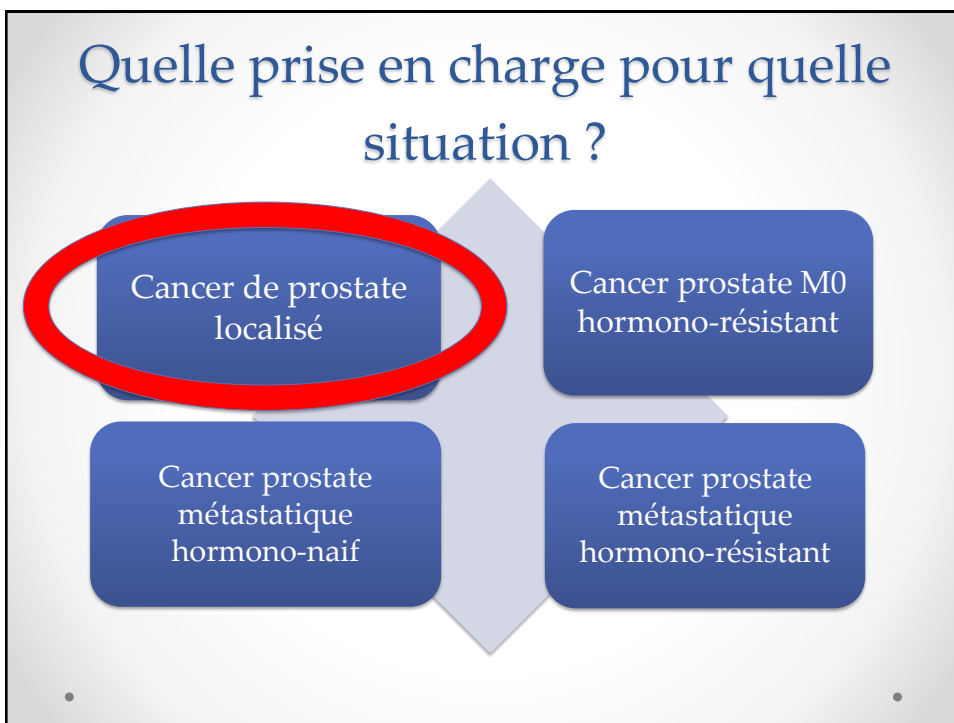 Quelle prise en charge pour quelle
situation ?
Cancer de prostate
localisé
Cancer prostate M0
hormono-résistant
Cancer prostate
métastatique
hormono-naif
Cancer prostate
métastatique
hormono-résistant